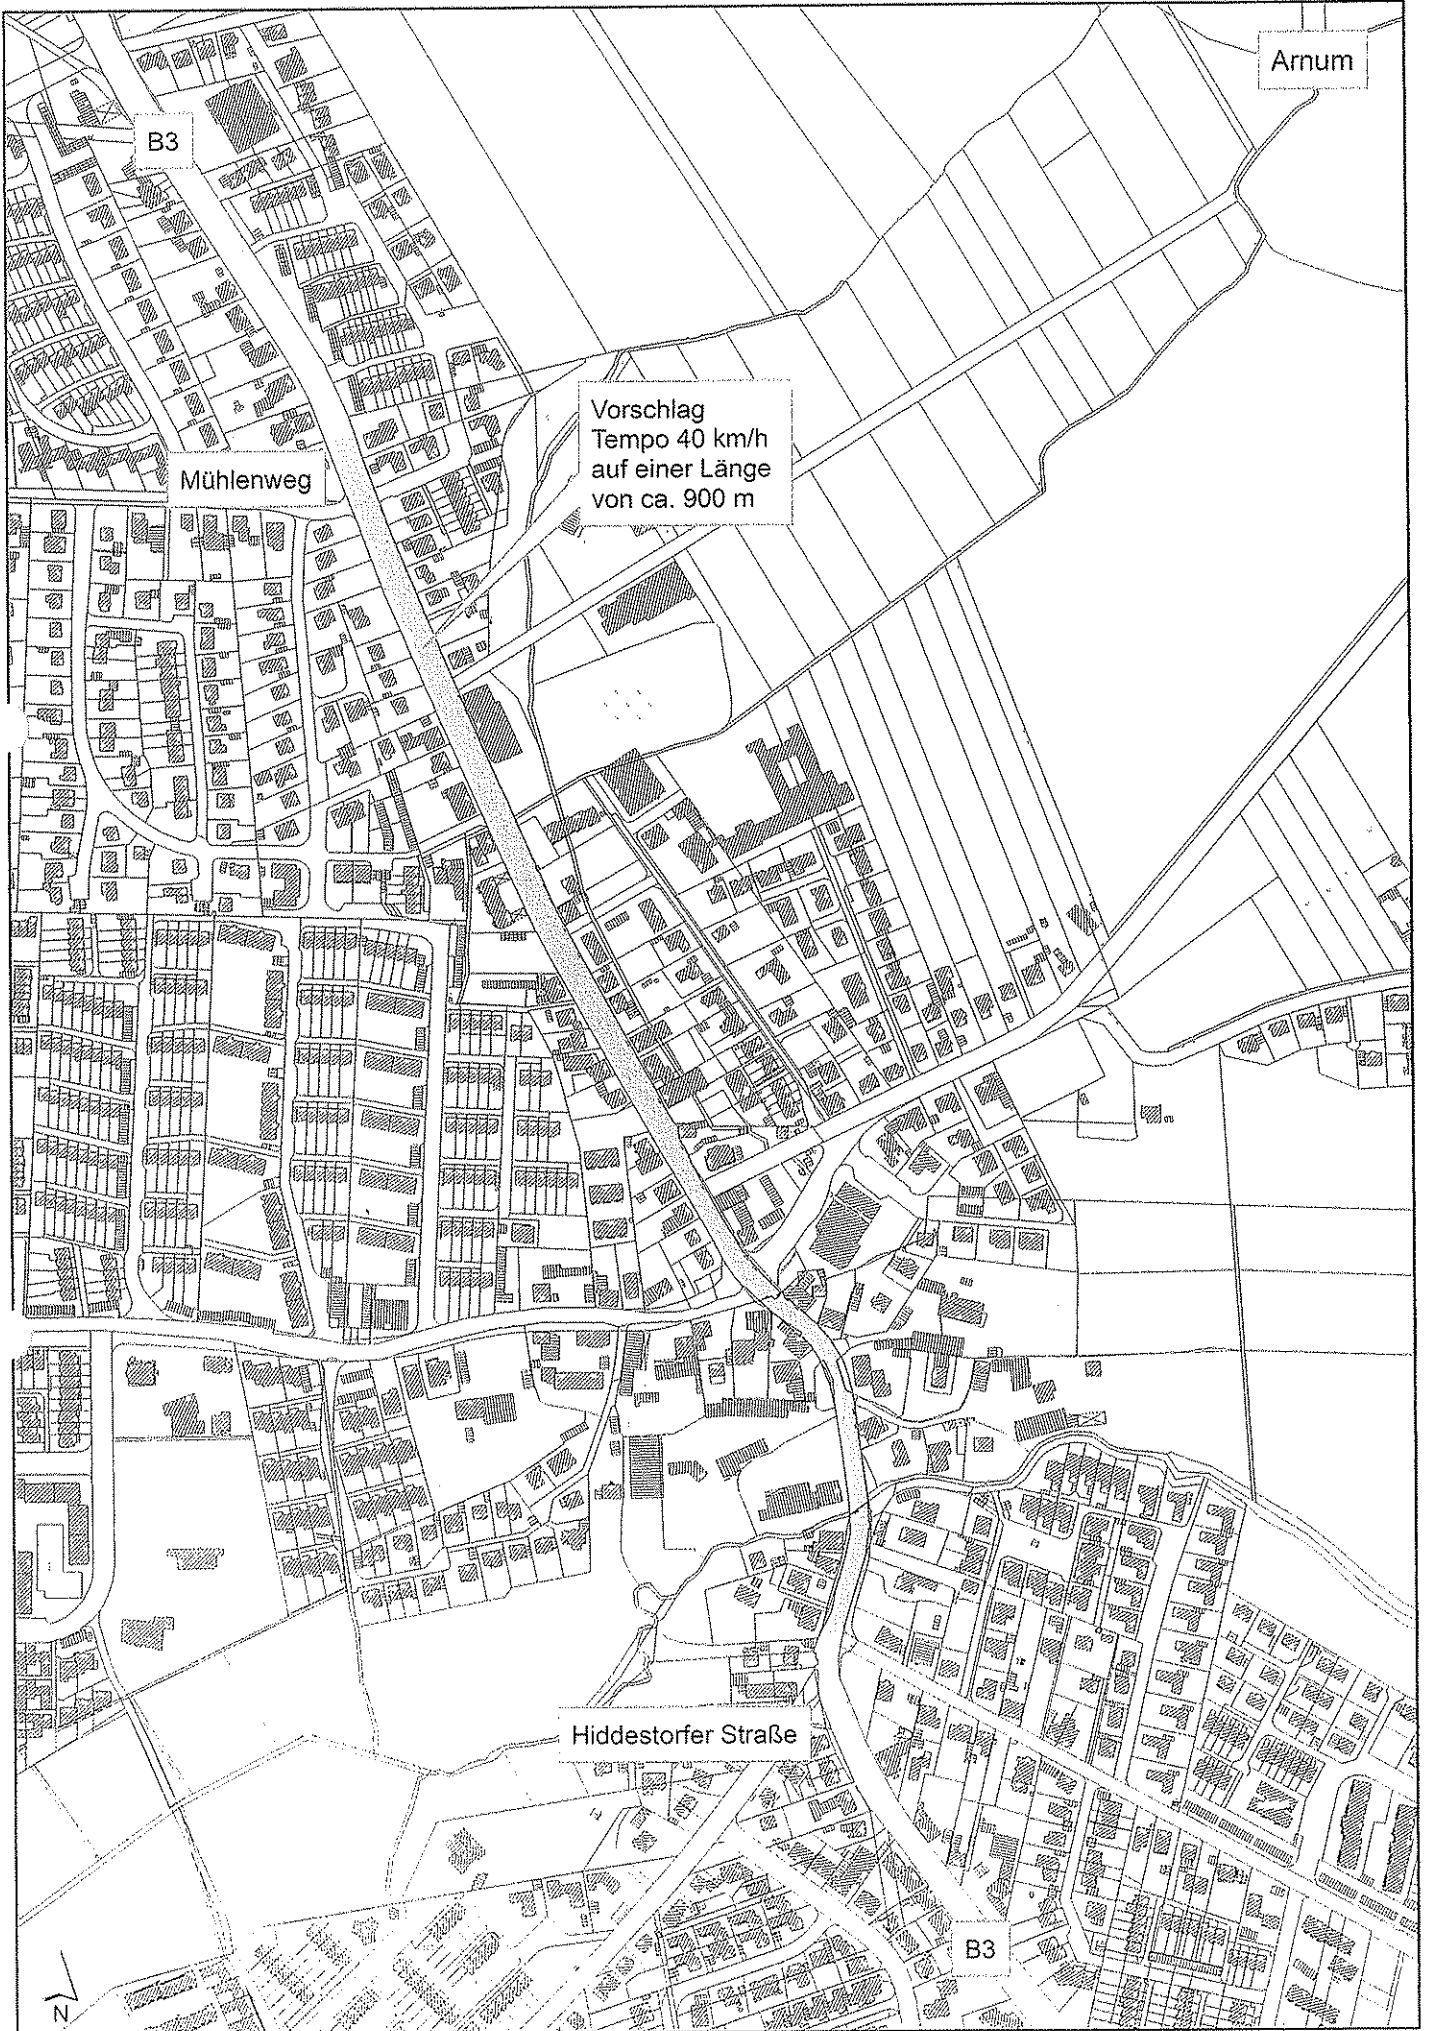 Arnum
B3
Vorschlag
Tempo 40 km/h
auf einer Länge
von ca. 900 m
Mühlenweg
Hiddestorfer Straße
B3
N